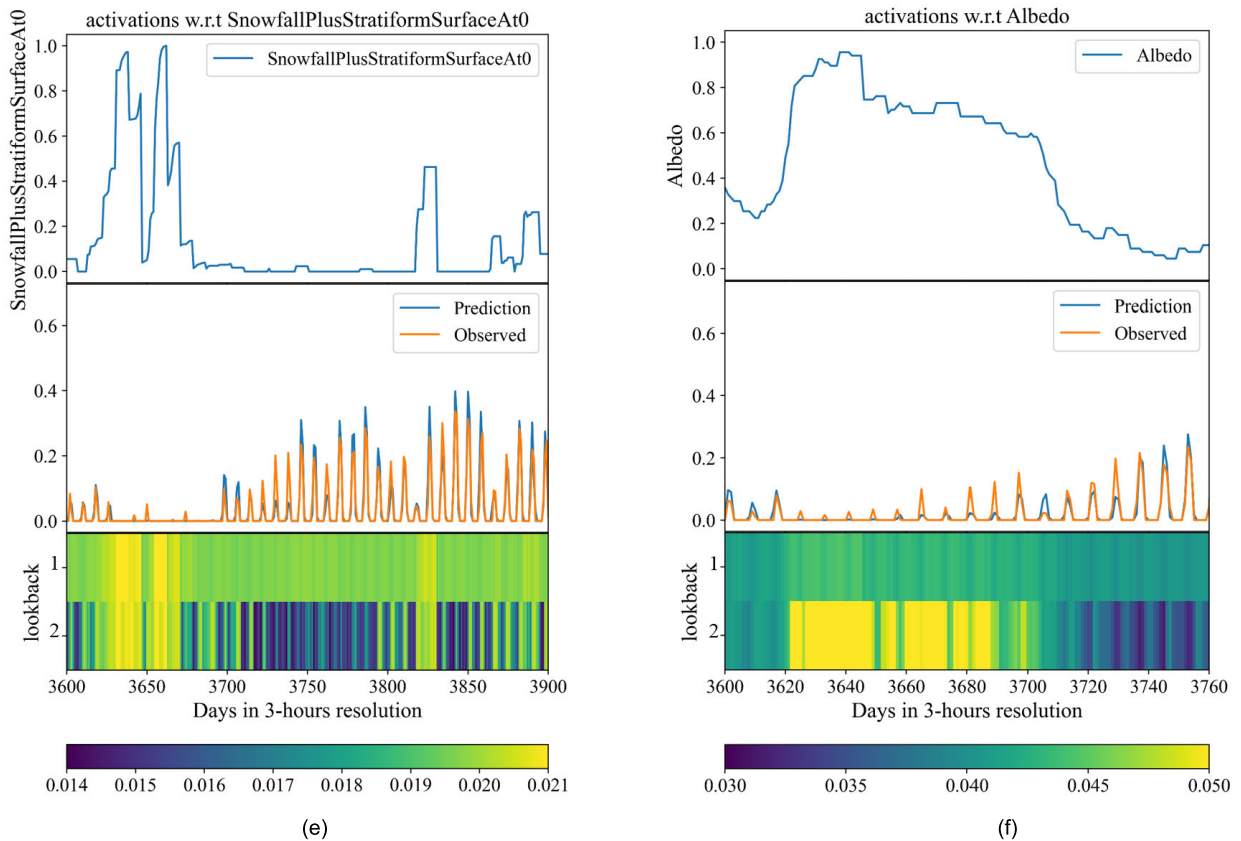 activations w.r.t SnowfallPlusStratiformSurfaceAt0
SnowfallPlusStratiformSurfaceAt0
1.0
0.8
0.6
0.4
0.2
0.0
SnowfallPlusStratiformSurfaceAt0
Prediction
Observed
0.6
0.4
0.2
0.0
lookback
1
2
3600 3650 3700 3750 3800 3850 3900
Days in 3-hours resolution
0.014 0.015 0.016 0.017 0.018 0.019 0.020 0.021
(e)
activations w.r.t Albedo
Albedo
1.0
0.8
0.6
0.4
0.2
0.0
Albedo
Prediction
Observed
0.6
0.4
0.2
0.0
lookback
1
2
3600 3620 3640 3660 3680 3700 3720 3740 3760
Days in 3-hours resolution
0.030 0.035 0.040 0.045 0.050
(f)